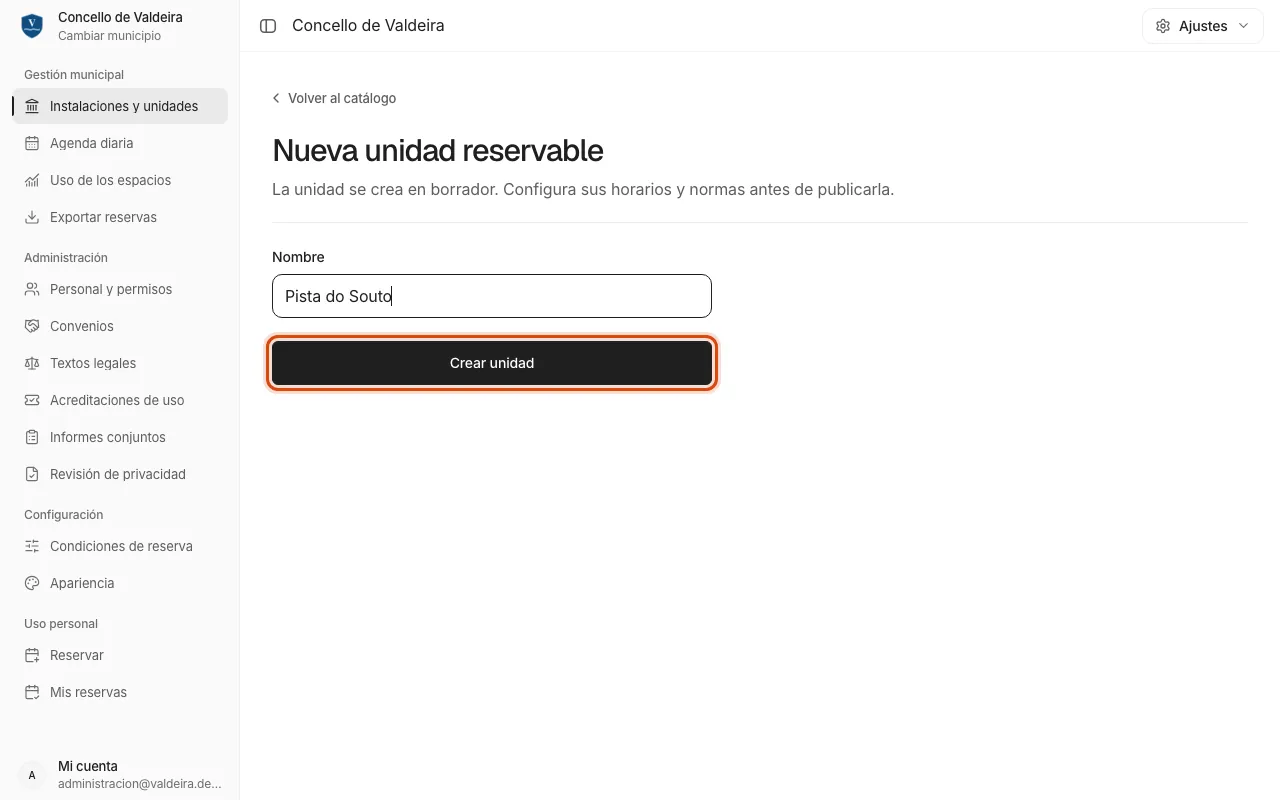 Concello de Valdeira
Cambiar municipio
Gestión municipal
Instalaciones y unidades
Agenda diaria
Uso de los espacios
Exportar reservas
Administración
Personal y permisos
Convenios
Textos legales
Acreditaciones de uso
Informes conjuntos
Revisión de privacidad
Configuración
Condiciones de reserva
Apariencia
Uso personal
Reservar
Mis reservas
A
Mi cuenta
administracion@valdeira.de...
Concello de Valdeira
Ajustes
Volver al catálogo
Nueva unidad reservable
La unidad se crea en borrador. Configura sus horarios y normas antes de publicarla.
Nombre
Pista do Souto
Crear unidad